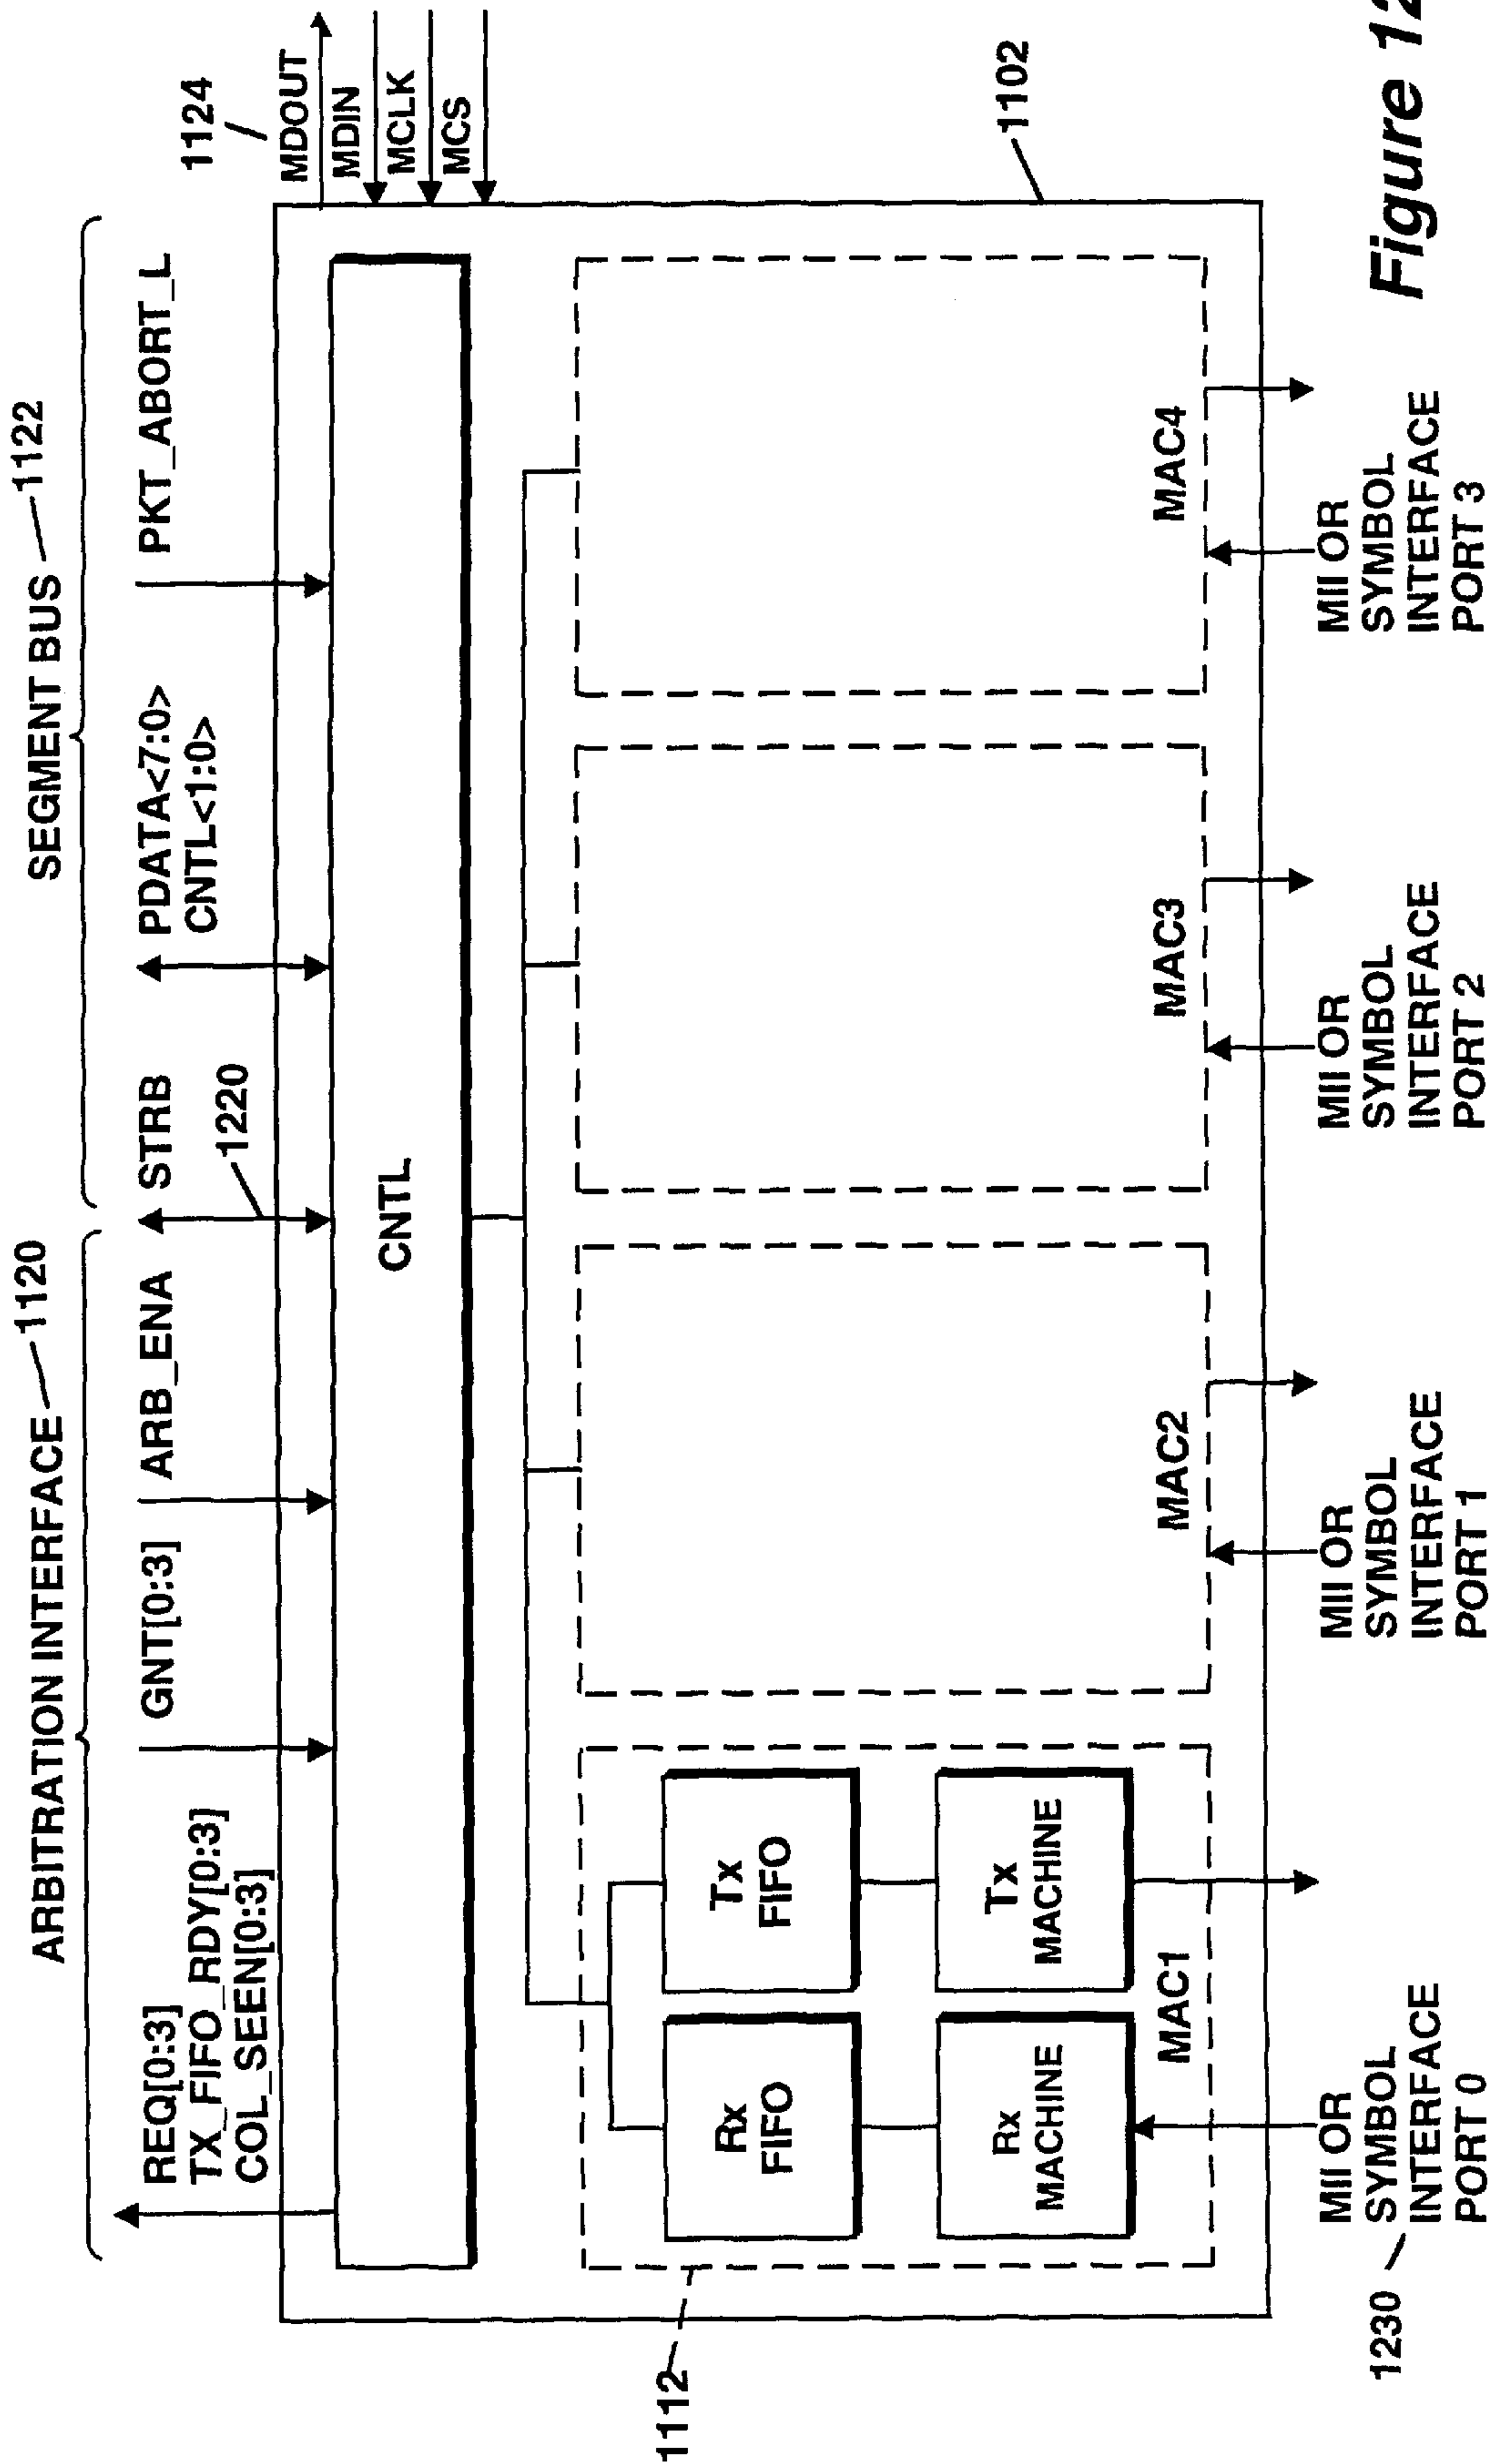 ARBITRATION INTERFACE 1120
SEGMENT BUS 1122
REQ[0:3]
TX_FIFO_RDY[0:3]
COL_SEEN[0:3]
GNT[0:3]
ARB_ENA
STRB
1220
PDATA<7:0>
CNTL<1:0>
PKT_ABORT_L
1124
MDOUT
MDIN
MCLK
MCS
CNTL
1112
Rx
FIFO
Tx
FIFO
Rx
MACHINE
Tx
MACHINE
MAC1
MAC2
MAC3
MAC4
1102
1230
MII OR
SYMBOL
INTERFACE
PORT 0
MII OR
SYMBOL
INTERFACE
PORT 1
MII OR
SYMBOL
INTERFACE
PORT 2
MII OR
SYMBOL
INTERFACE
PORT 3
Figure 12